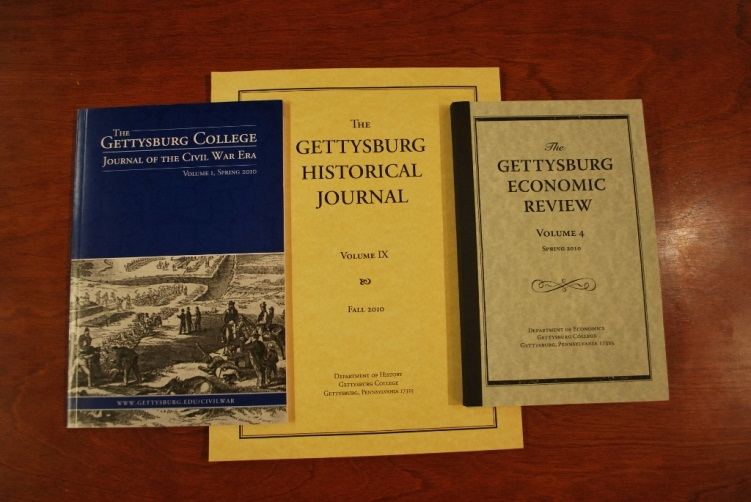 The
Gettysburg College
Journal of the Civil War Era
Volume 1, Spring 2010
www.gettysburg.edu/civilwar
The
Gettysburg
Historical
Journal
Volume IX
Fall 2010
Department of History
Gettysburg College
Gettysburg, Pennsylvania 17325
The
Gettysburg
Economic
Review
Volume 4
Spring 2010
Department of Economics
Gettysburg College
Gettysburg, Pennsylvania